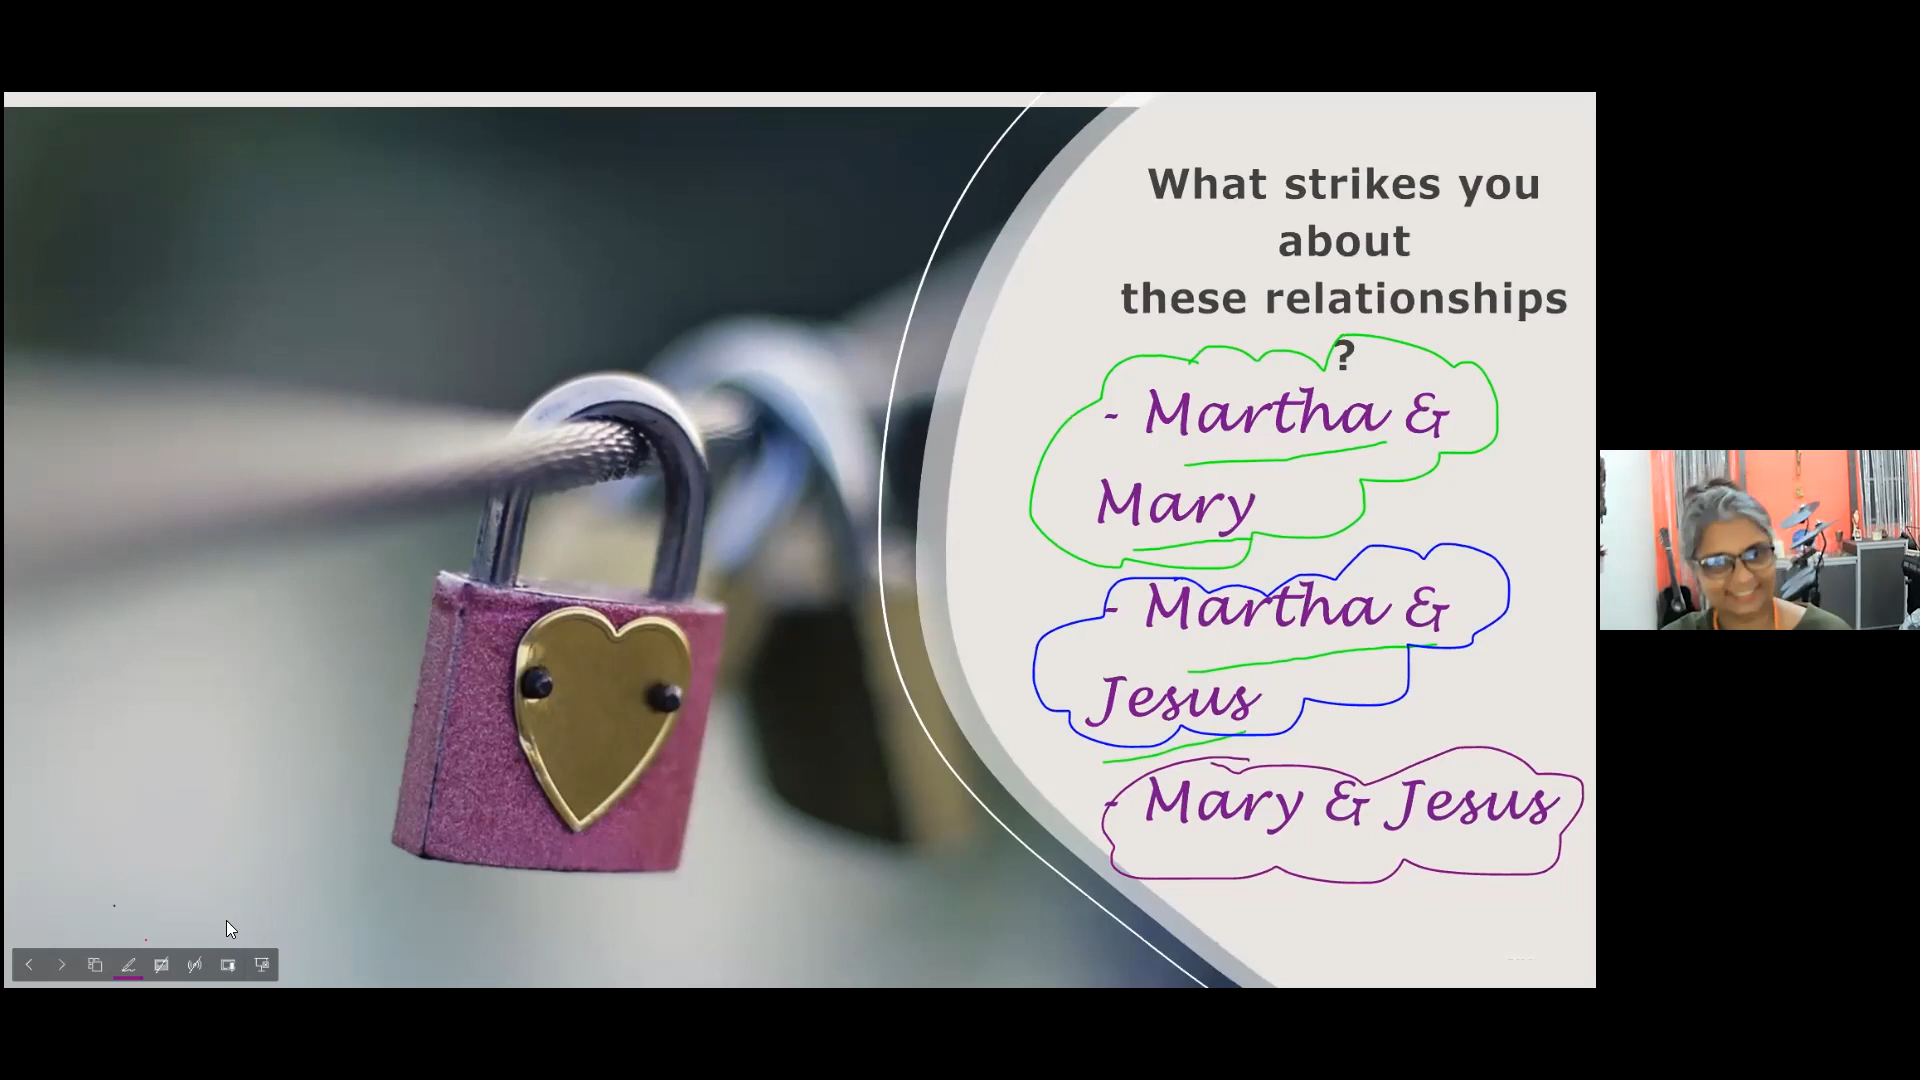 What strikes you
about
these relationships
?
- Martha &
Mary
- Martha &
Jesus
- Mary & Jesus